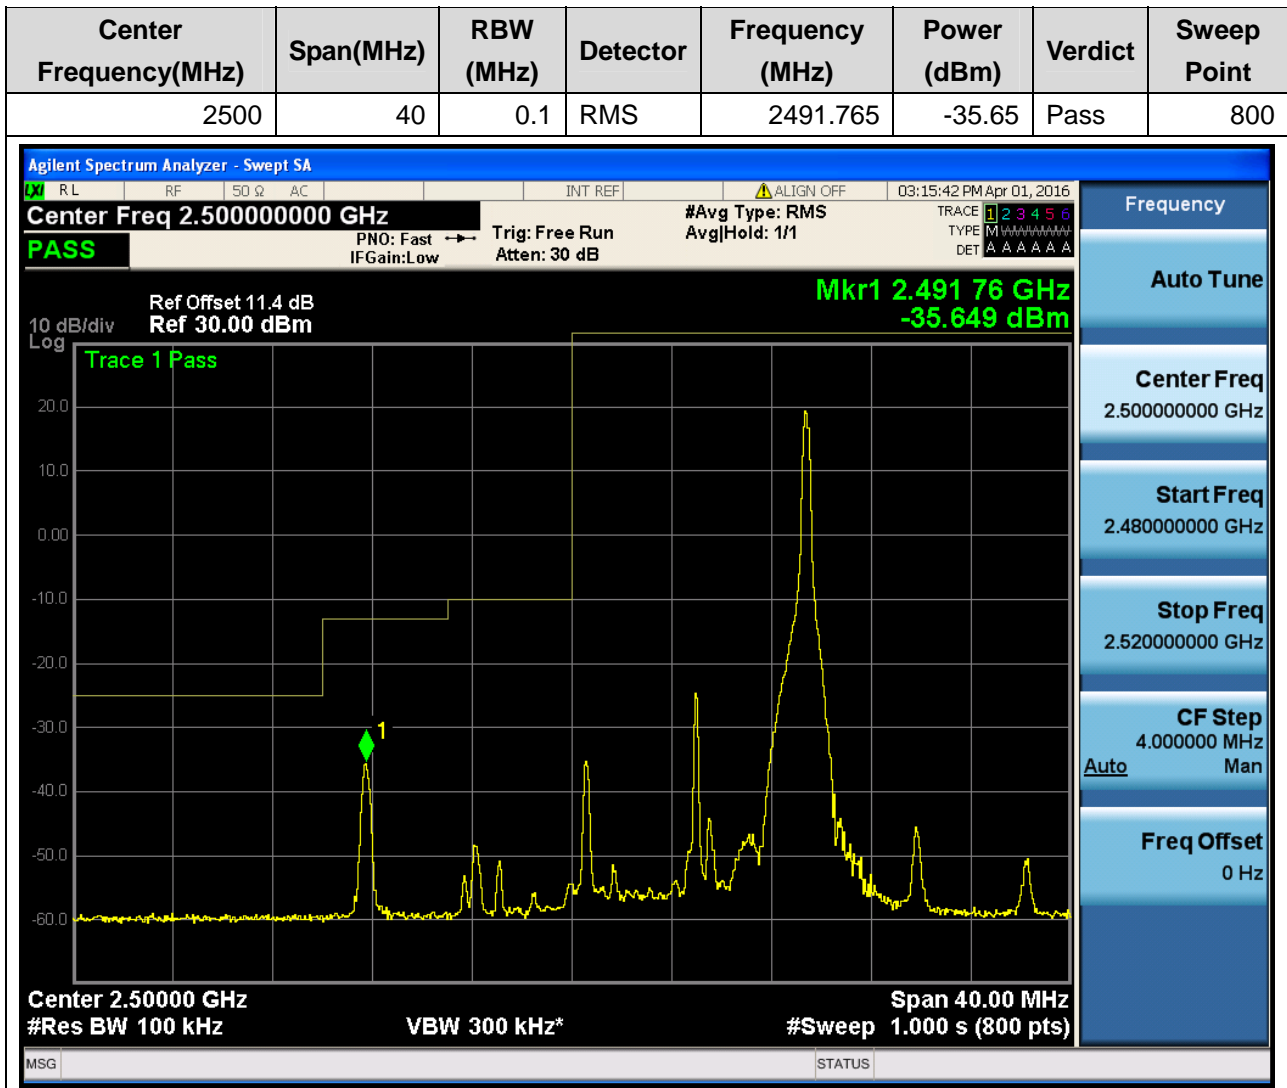 Center Frequency(MHz) Span(MHz) RBW (MHz) Detector Frequency (MHz) Power (dBm) Verdict Sweep Point
2500 40 0.1 RMS 2491.765 -35.65 Pass 800
Agilent Spectrum Analyzer - Swept SA
LXI RL RF 50 Ω AC INT REF ALIGN OFF 03:15:42 PM Apr 01, 2016
Center Freq 2.500000000 GHz
PASS
PNO: Fast
IFGain:Low
Trig: Free Run
Atten: 30 dB
#Avg Type: RMS
Avg|Hold: 1/1
TRACE 1 2 3 4 5 6
TYPE M WWWWW
DET A A A A A A
Mkr1 2.491 76 GHz
-35.649 dBm
Ref Offset 11.4 dB
10 dB/div Ref 30.00 dBm
Log
Trace 1 Pass
20.0
10.0
0.00
-10.0
-20.0
-30.0
1
-40.0
-50.0
-60.0
Center 2.50000 GHz Span 40.00 MHz
#Res BW 100 kHz VBW 300 kHz* #Sweep 1.000 s (800 pts)
MSG STATUS
Frequency
Auto Tune
Center Freq
2.500000000 GHz
Start Freq
2.480000000 GHz
Stop Freq
2.520000000 GHz
CF Step
4.000000 MHz
Auto Man
Freq Offset
0 Hz